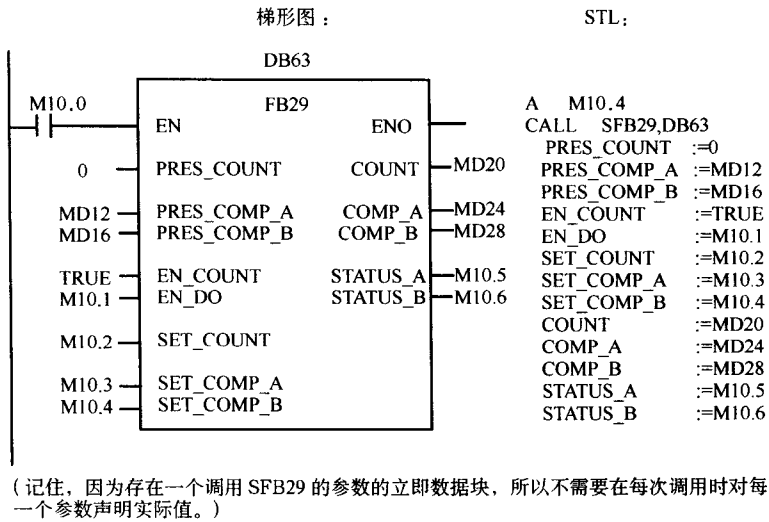 梯形图：
STL:
DB63
M10.0
FB29
EN
ENO
0
PRES_COUNT
COUNT
MD20
MD12
PRES_COMP_A
COMP_A
MD24
MD16
PRES_COMP_B
COMP_B
MD28
TRUE
EN_COUNT
STATUS_A
M10.5
M10.1
EN_DO
STATUS_B
M10.6
M10.2
SET_COUNT
M10.3
SET_COMP_A
M10.4
SET_COMP_B
A M10.4
CALL SFB29,DB63
PRES_COUNT :=0
PRES_COMP_A :=MD12
PRES_COMP_B :=MD16
EN_COUNT :=TRUE
EN_DO :=M10.1
SET_COUNT :=M10.2
SET_COMP_A :=M10.3
SET_COMP_B :=M10.4
COUNT :=MD20
COMP_A :=MD24
COMP_B :=MD28
STATUS_A :=M10.5
STATUS_B :=M10.6
（记住，因为存在一个调用 SFB29 的参数的立即数据块，所以不需要在每次调用时对每
一个参数声明实际值。）